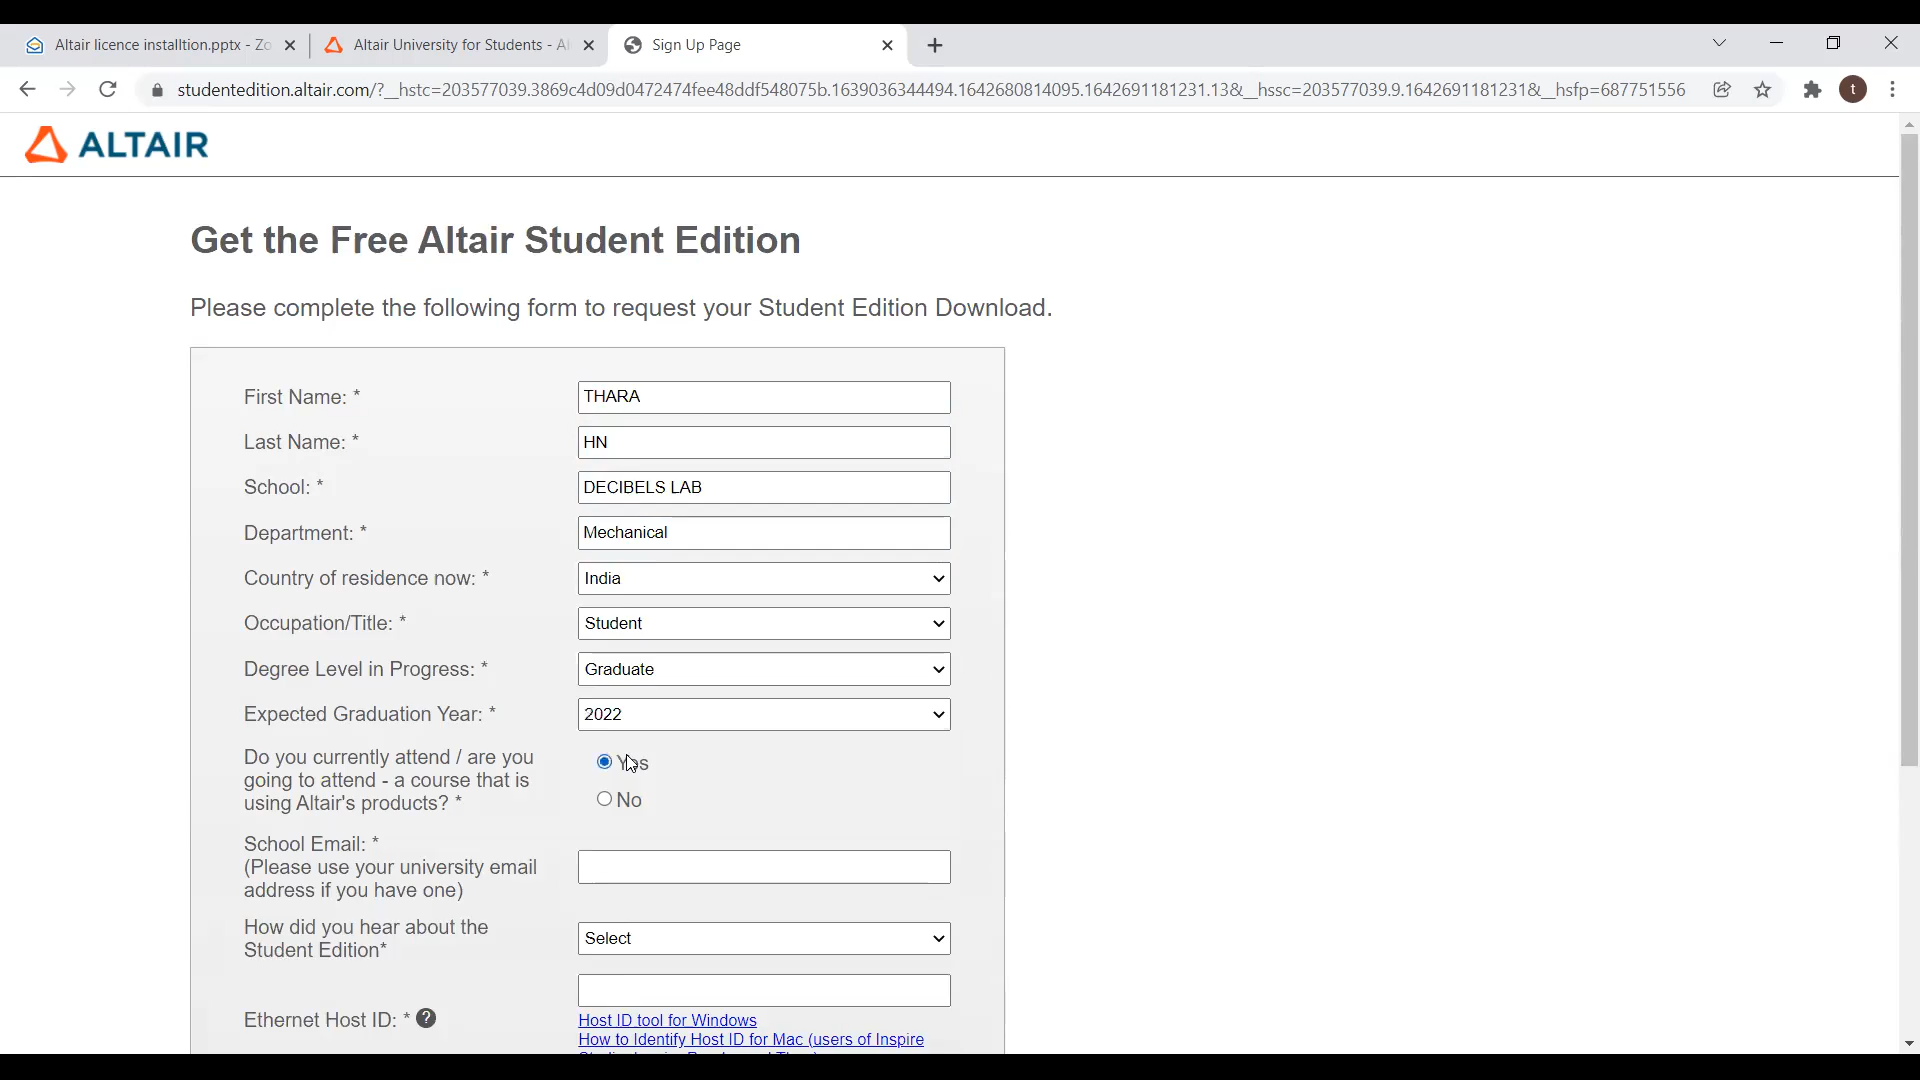 Altair licence installtion.pptx - Zo
Altair University for Students - Al
Sign Up Page
studentedition.altair.com/?__hstc=203577039.3869c4d09d0472474fee48ddf548075b.1639036344494.1642680814095.1642691181231.13&__hssc=203577039.9.1642691181231&__hsfp=687751556
t
ALTAIR
Get the Free Altair Student Edition
Please complete the following form to request your Student Edition Download.
First Name: * THARA
Last Name: * HN
School: * DECIBELS LAB
Department: * Mechanical
Country of residence now: * India
Occupation/Title: * Student
Degree Level in Progress: * Graduate
Expected Graduation Year: * 2022
Do you currently attend / are you
going to attend - a course that is
using Altair's products? *
Yes
No
School Email: *
(Please use your university email
address if you have one)
How did you hear about the
Student Edition*
Select
Ethernet Host ID: * ?
Host ID tool for Windows
How to Identify Host ID for Mac (users of Inspire